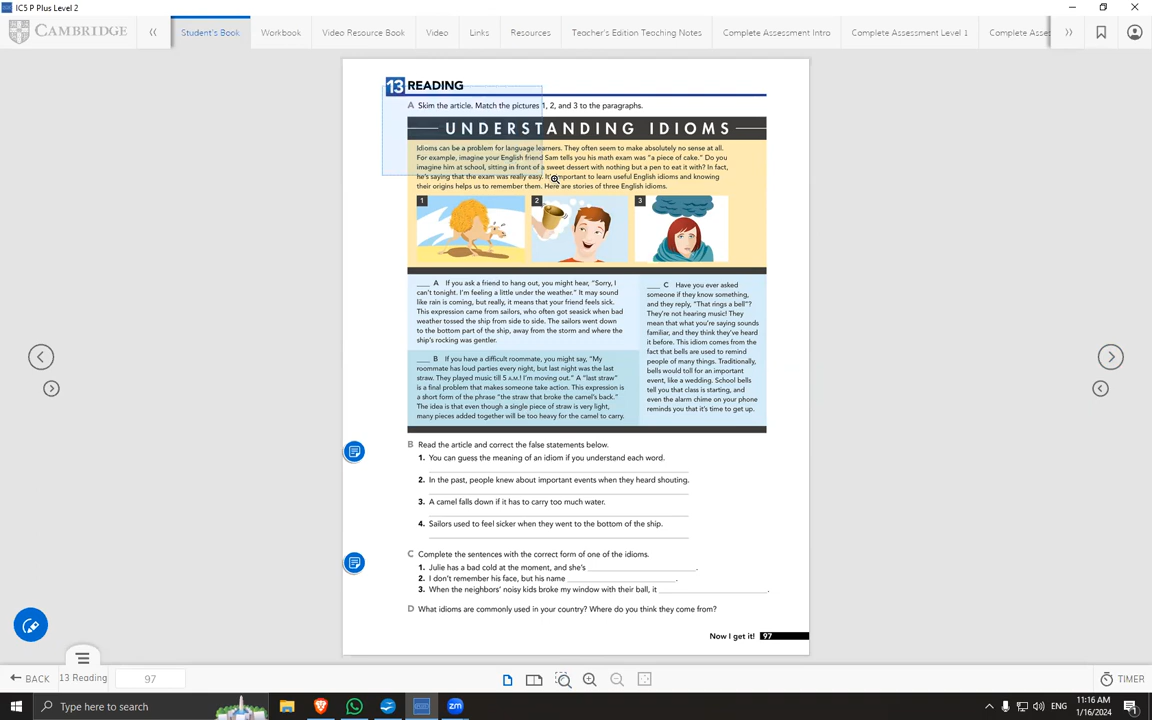 IC5 P Plus Level 2
CAMBRIDGE
Student's Book
Workbook
Video Resource Book
Video
Links
Resources
Teacher's Edition Teaching Notes
Complete Assessment Intro
Complete Assessment Level 1
Complete Asses
13 READING
A Skim the article. Match the pictures 1, 2, and 3 to the paragraphs.
UNDERSTANDING IDIOMS
Idioms can be a problem for language learners. They often seem to make absolutely no sense at all.
For example, imagine your English friend Sam tells you his math exam was "a piece of cake." Do you
imagine him at school, sitting in front of a sweet dessert with nothing but a pen to eat it with? In fact,
he's saying that the exam was really easy. It's important to learn useful English idioms and knowing
their origins helps us to remember them. Here are stories of three English idioms.
1
2
3
____ A If you ask a friend to hang out, you might hear, "Sorry, I
can't tonight. I'm feeling a little under the weather." It may sound
like rain is coming, but really, it means that your friend feels sick.
This expression came from sailors, who often got seasick when bad
weather tossed the ship from side to side. The sailors went down
to the bottom part of the ship, away from the storm and where the
ship's rocking was gentler.
____ B If you have a difficult roommate, you might say, "My
roommate has loud parties every night, but last night was the last
straw. They played music till 5 A.M.! I'm moving out." A "last straw"
is a final problem that makes someone take action. This expression is
a short form of the phrase "the straw that broke the camel's back."
The idea is that even though a single piece of straw is very light,
many pieces added together will be too heavy for the camel to carry.
____ C Have you ever asked
someone if they know something,
and they reply, "That rings a bell"?
They're not hearing music! They
mean that what you're saying sounds
familiar, and they think they've heard
it before. This idiom comes from the
fact that bells are used to remind
people of many things. Traditionally,
bells would toll for an important
event, like a wedding. School bells
tell you that class is starting, and
even the alarm chime on your phone
reminds you that it's time to get up.
B Read the article and correct the false statements below.
1. You can guess the meaning of an idiom if you understand each word.
2. In the past, people knew about important events when they heard shouting.
3. A camel falls down if it has to carry too much water.
4. Sailors used to feel sicker when they went to the bottom of the ship.
C Complete the sentences with the correct form of one of the idioms.
1. Julie has a bad cold at the moment, and she's ____.
2. I don't remember his face, but his name ____.
3. When the neighbors' noisy kids broke my window with their ball, it ____.
D What idioms are commonly used in your country? Where do you think they come from?
Now I get it! 97
BACK
13 Reading
97
TIMER
Type here to search
ENG
11:16 AM
1/16/2024